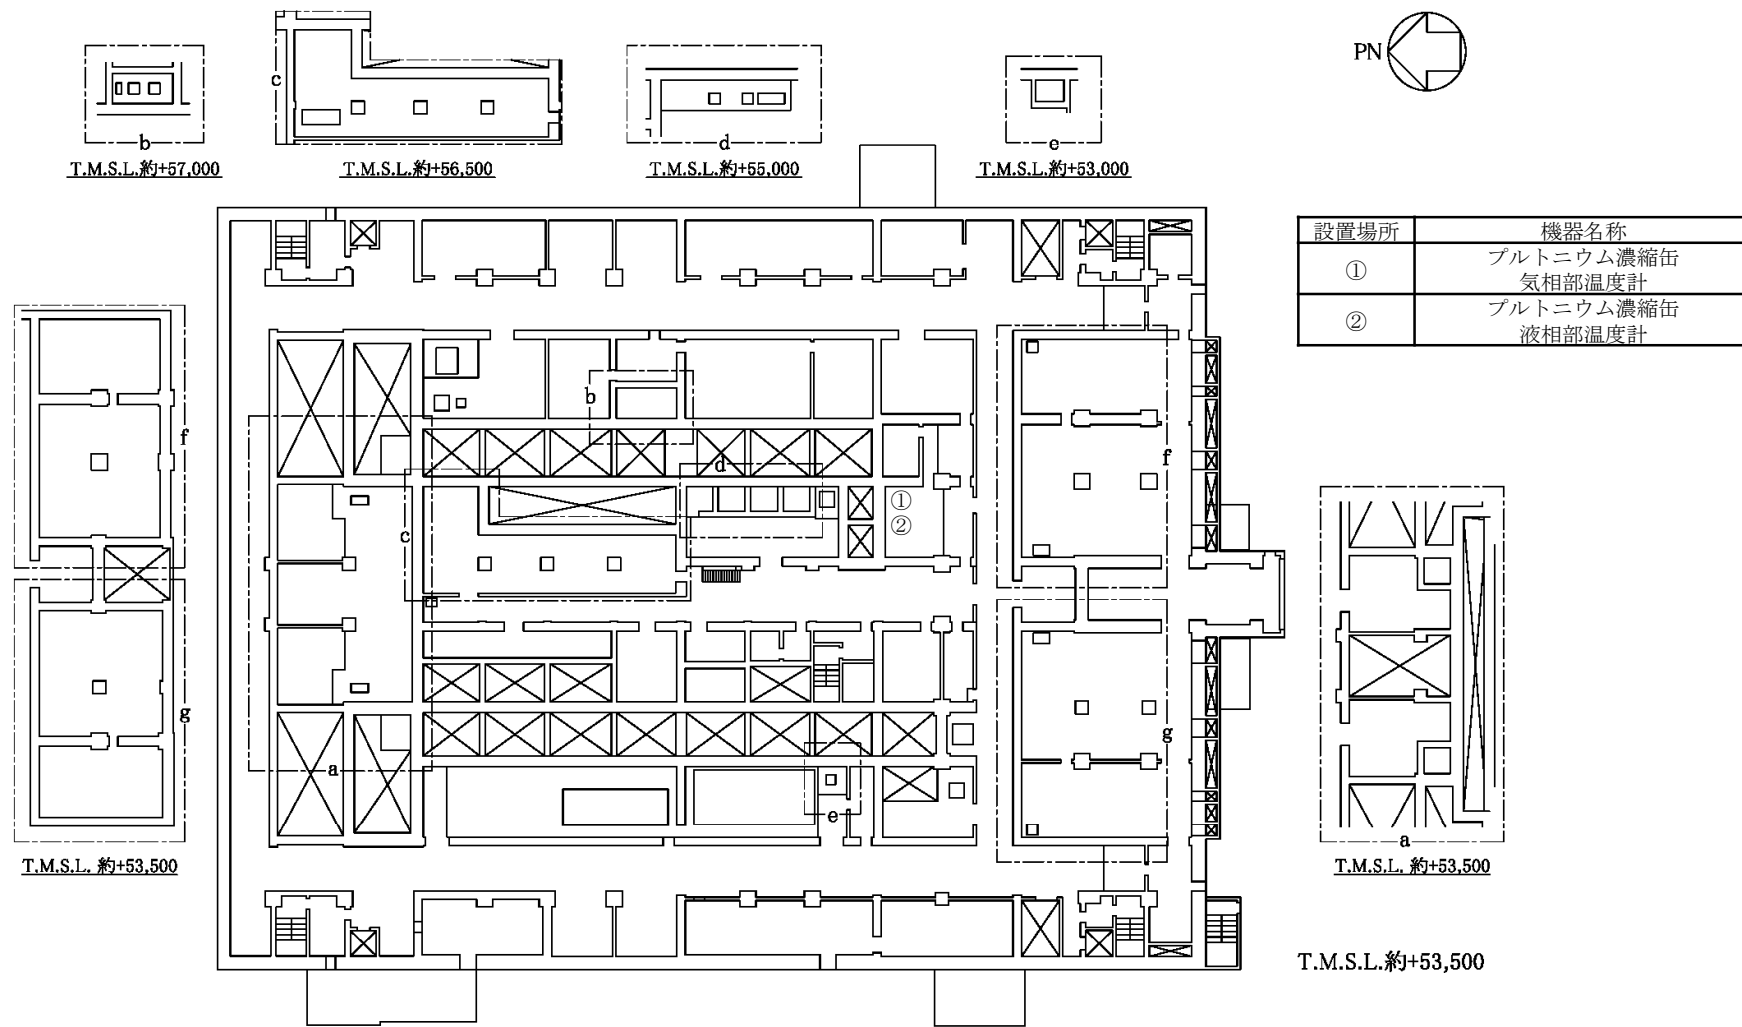 PN
c
b
d
e
T.M.S.L.約+57,000
T.M.S.L.約+56,500
T.M.S.L.約+55,000
T.M.S.L.約+53,000
設置場所 機器名称
① プルトニウム濃縮缶
気相部温度計
② プルトニウム濃縮缶
液相部温度計
f
b
f
d
①
②
c
g
g
a
e
a
T.M.S.L. 約+53,500
T.M.S.L. 約+53,500
T.M.S.L.約+53,500